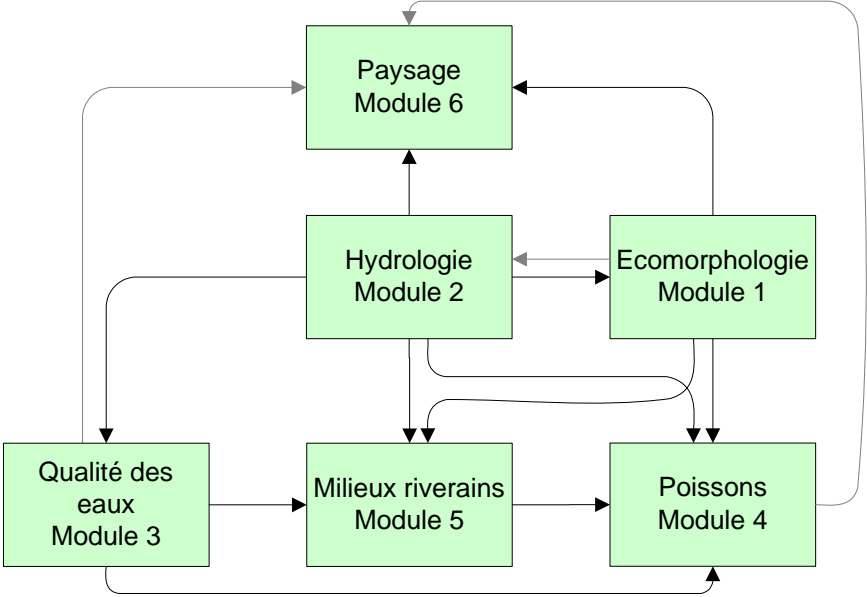 Paysage
Module 6
Hydrologie
Module 2
Ecomorphologie
Module 1
Qualité des
eaux
Module 3
Milieux riverains
Module 5
Poissons
Module 4